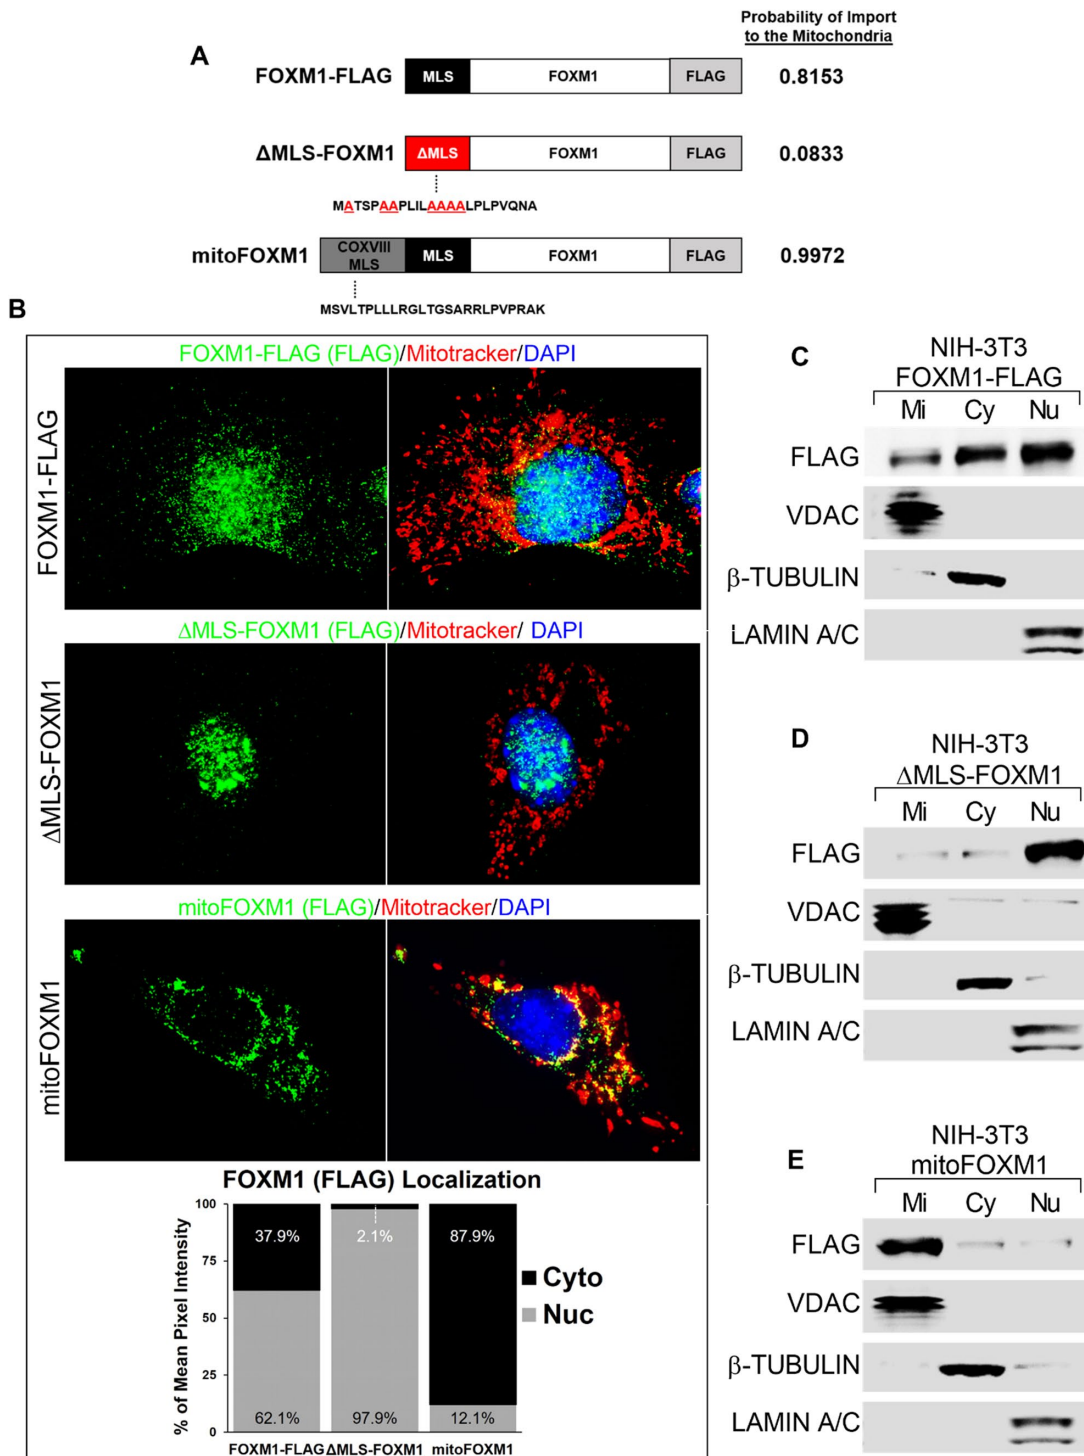 Probability of Import
to the Mitochondria
A
FOXM1-FLAG
MLS
FOXM1
FLAG
0.8153
ΔMLS-FOXM1
ΔMLS
FOXM1
FLAG
0.0833
MATSPAAPLILAAAALPLPVQNA
mitoFOXM1
COXVIII
MLS
MLS
FOXM1
FLAG
0.9972
MSVLTPLLLRGLTGSARRLPVPRAK
B
FOXM1-FLAG (FLAG)/Mitotracker/DAPI
FOXM1-FLAG
ΔMLS-FOXM1 (FLAG)/Mitotracker/ DAPI
ΔMLS-FOXM1
mitoFOXM1 (FLAG)/Mitotracker/DAPI
mitoFOXM1
FOXM1 (FLAG) Localization
% of Mean Pixel Intensity
100
75
50
25
0
37.9%
2.1%
87.9%
62.1%
97.9%
12.1%
Cyto
Nuc
FOXM1-FLAG
ΔMLS-FOXM1
mitoFOXM1
C
NIH-3T3
FOXM1-FLAG
Mi
Cy
Nu
FLAG
VDAC
β-TUBULIN
LAMIN A/C
D
NIH-3T3
ΔMLS-FOXM1
Mi
Cy
Nu
FLAG
VDAC
β-TUBULIN
LAMIN A/C
E
NIH-3T3
mitoFOXM1
Mi
Cy
Nu
FLAG
VDAC
β-TUBULIN
LAMIN A/C